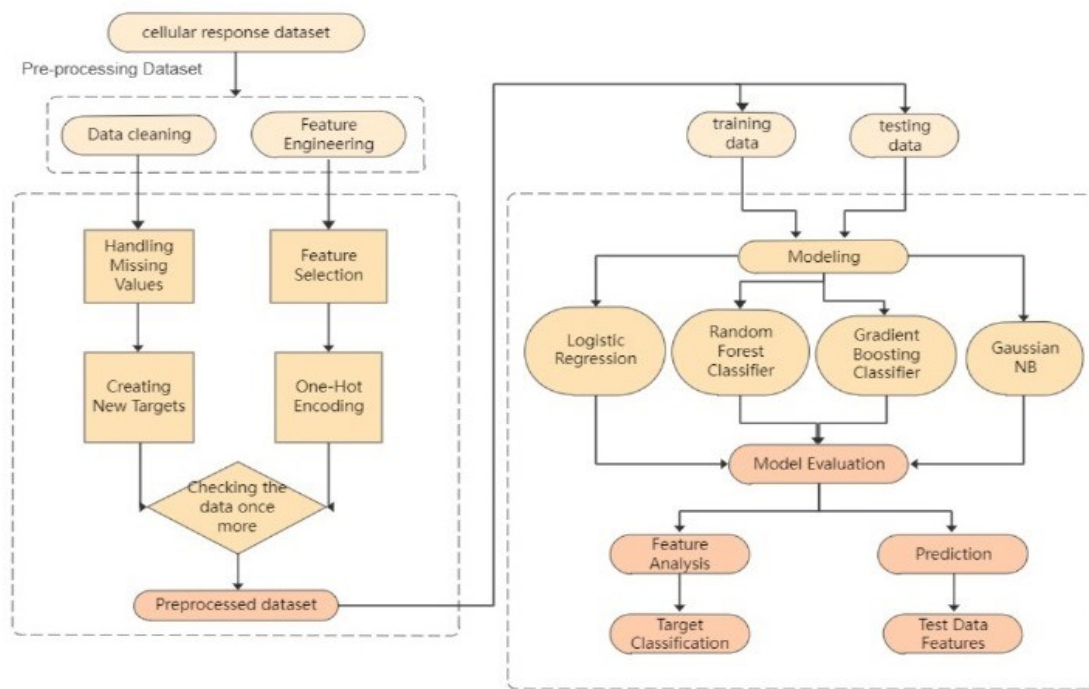 cellular response dataset
Pre-processing Dataset
Data cleaning
Feature
Engineering
Handling
Missing
Values
Feature
Selection
Creating
New Targets
One-Hot
Encoding
Checking the
data once
more
Preprocessed dataset
training
data
testing
data
Modeling
Logistic
Regression
Random
Forest
Classifier
Gradient
Boosting
Classifier
Gaussian
NB
Model Evaluation
Feature
Analysis
Prediction
Target
Classification
Test Data
Features